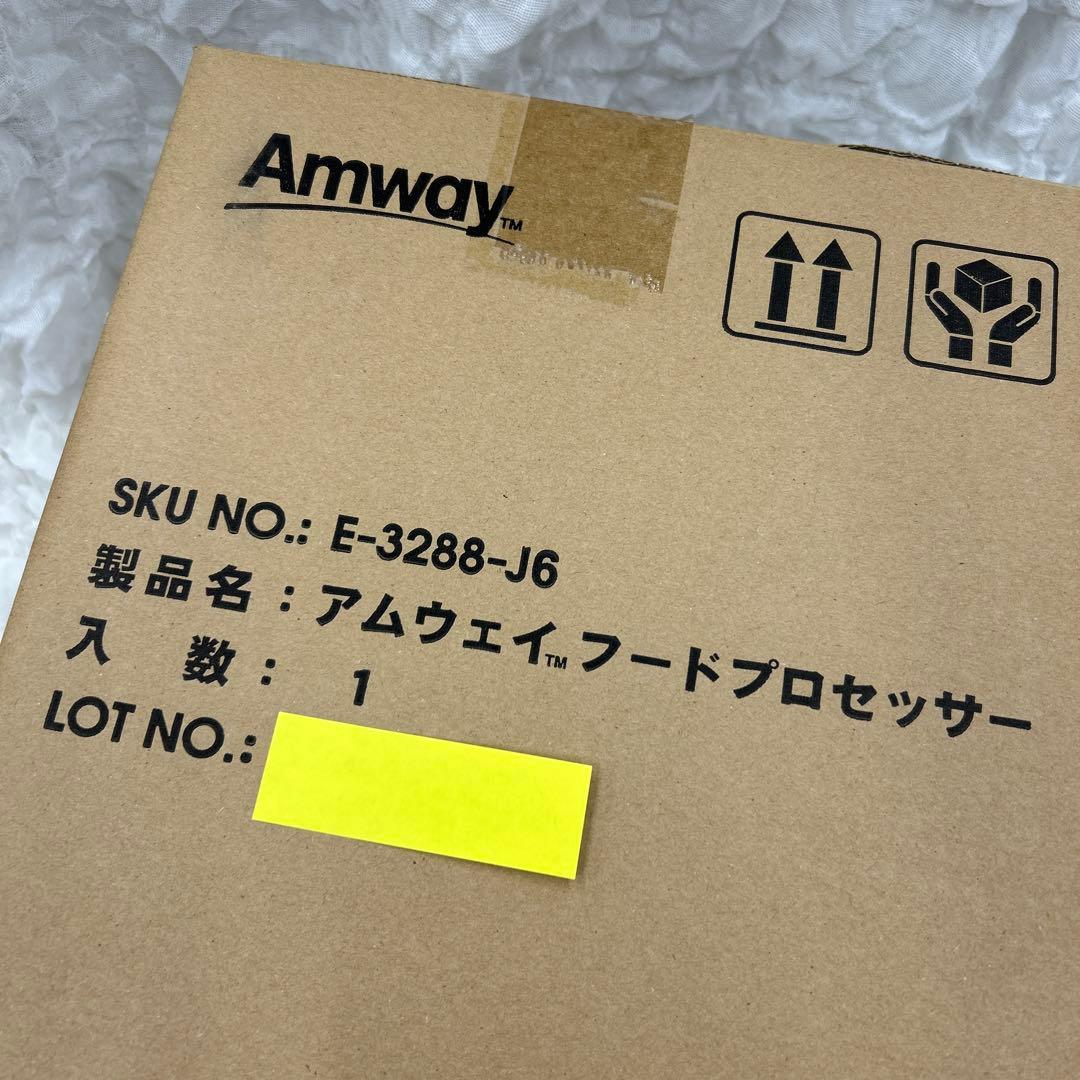 Amway™
SKU NO.: E-3288-J6
製品名：アムウェイ™フードプロセッサー
入 数： 1
LOT NO.: